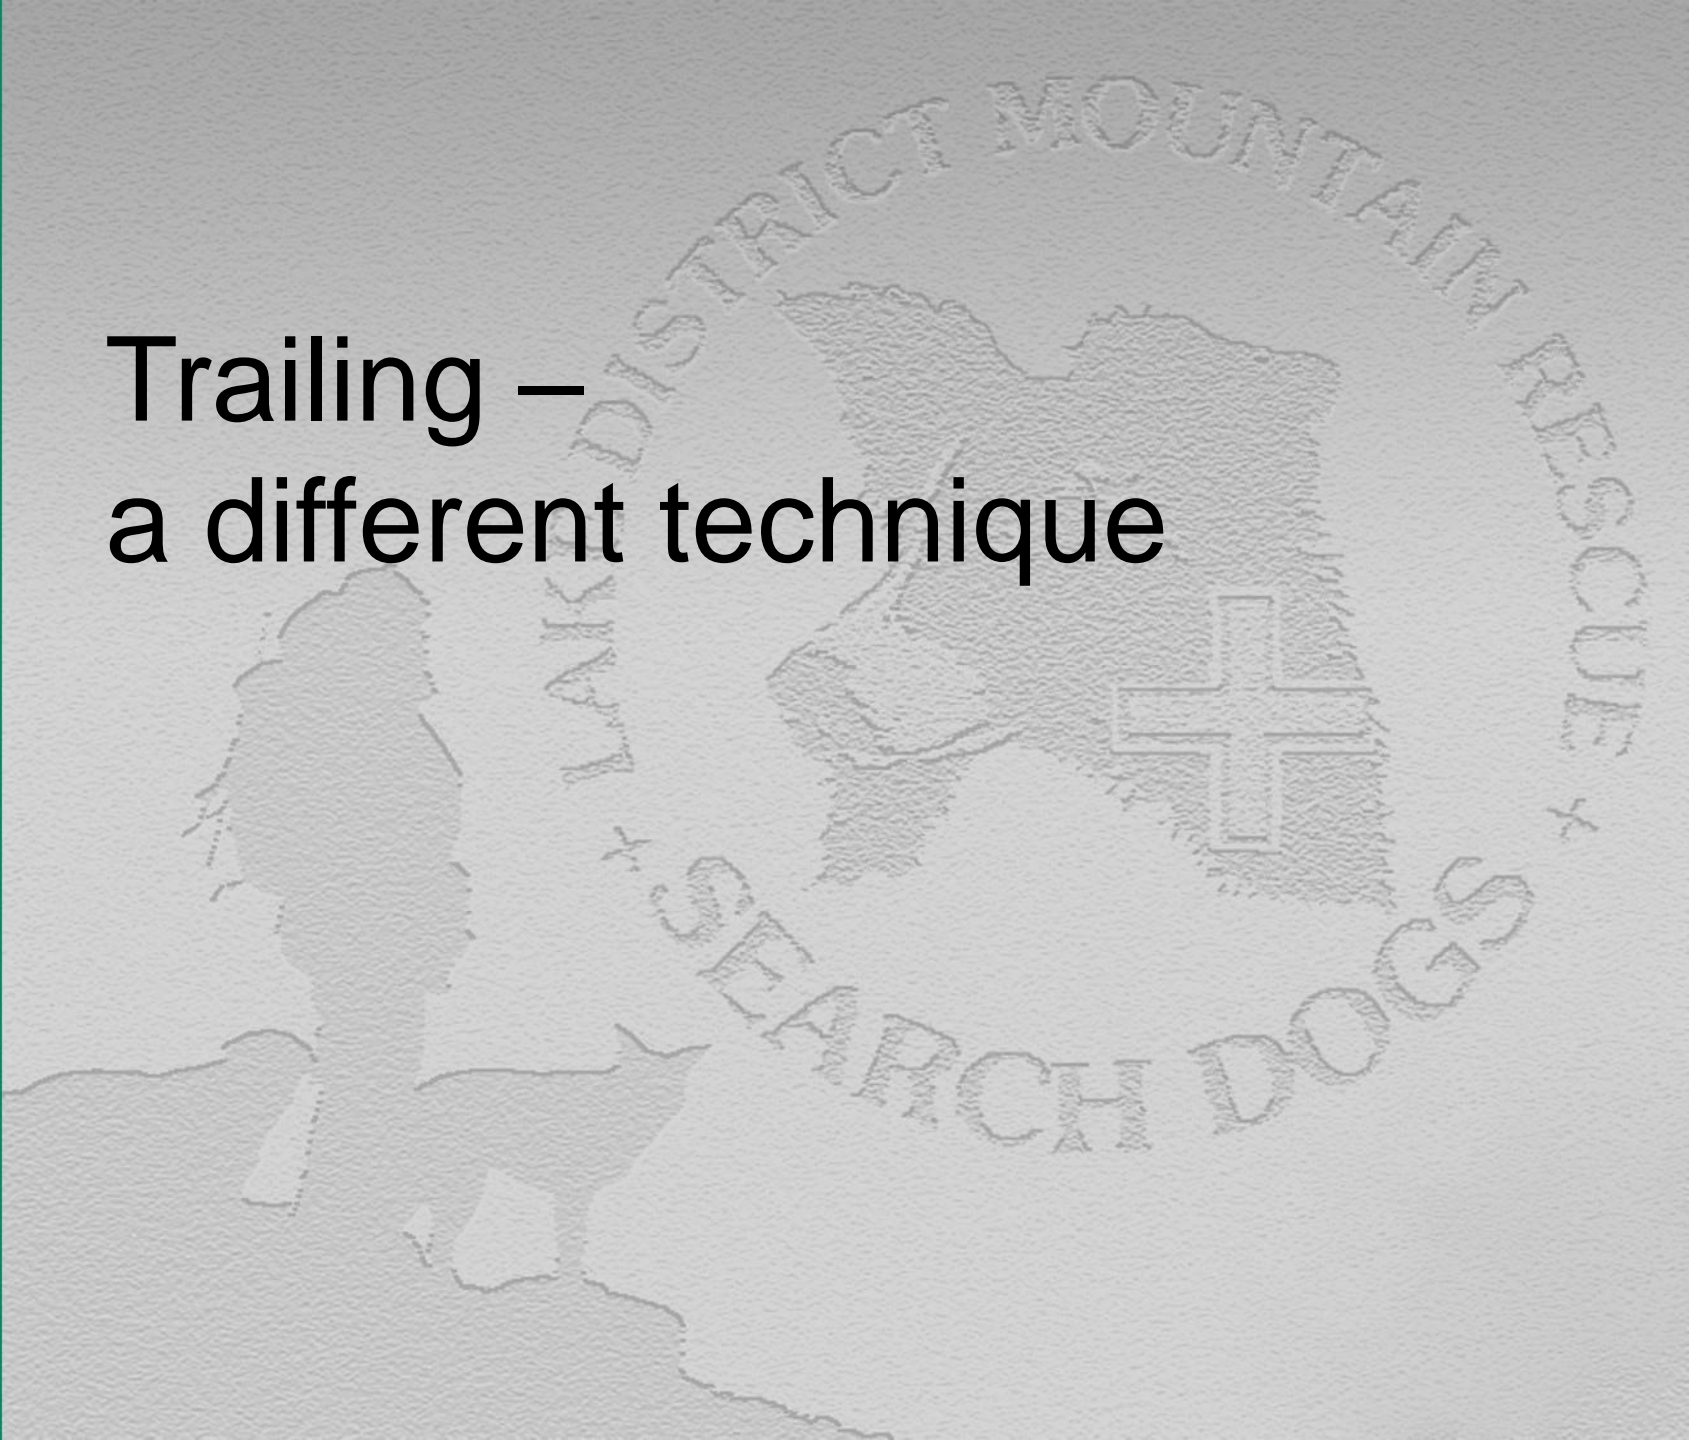 Trailing –
a different technique
LAKE DISTRICT MOUNTAIN RESCUE
SEARCH DOGS